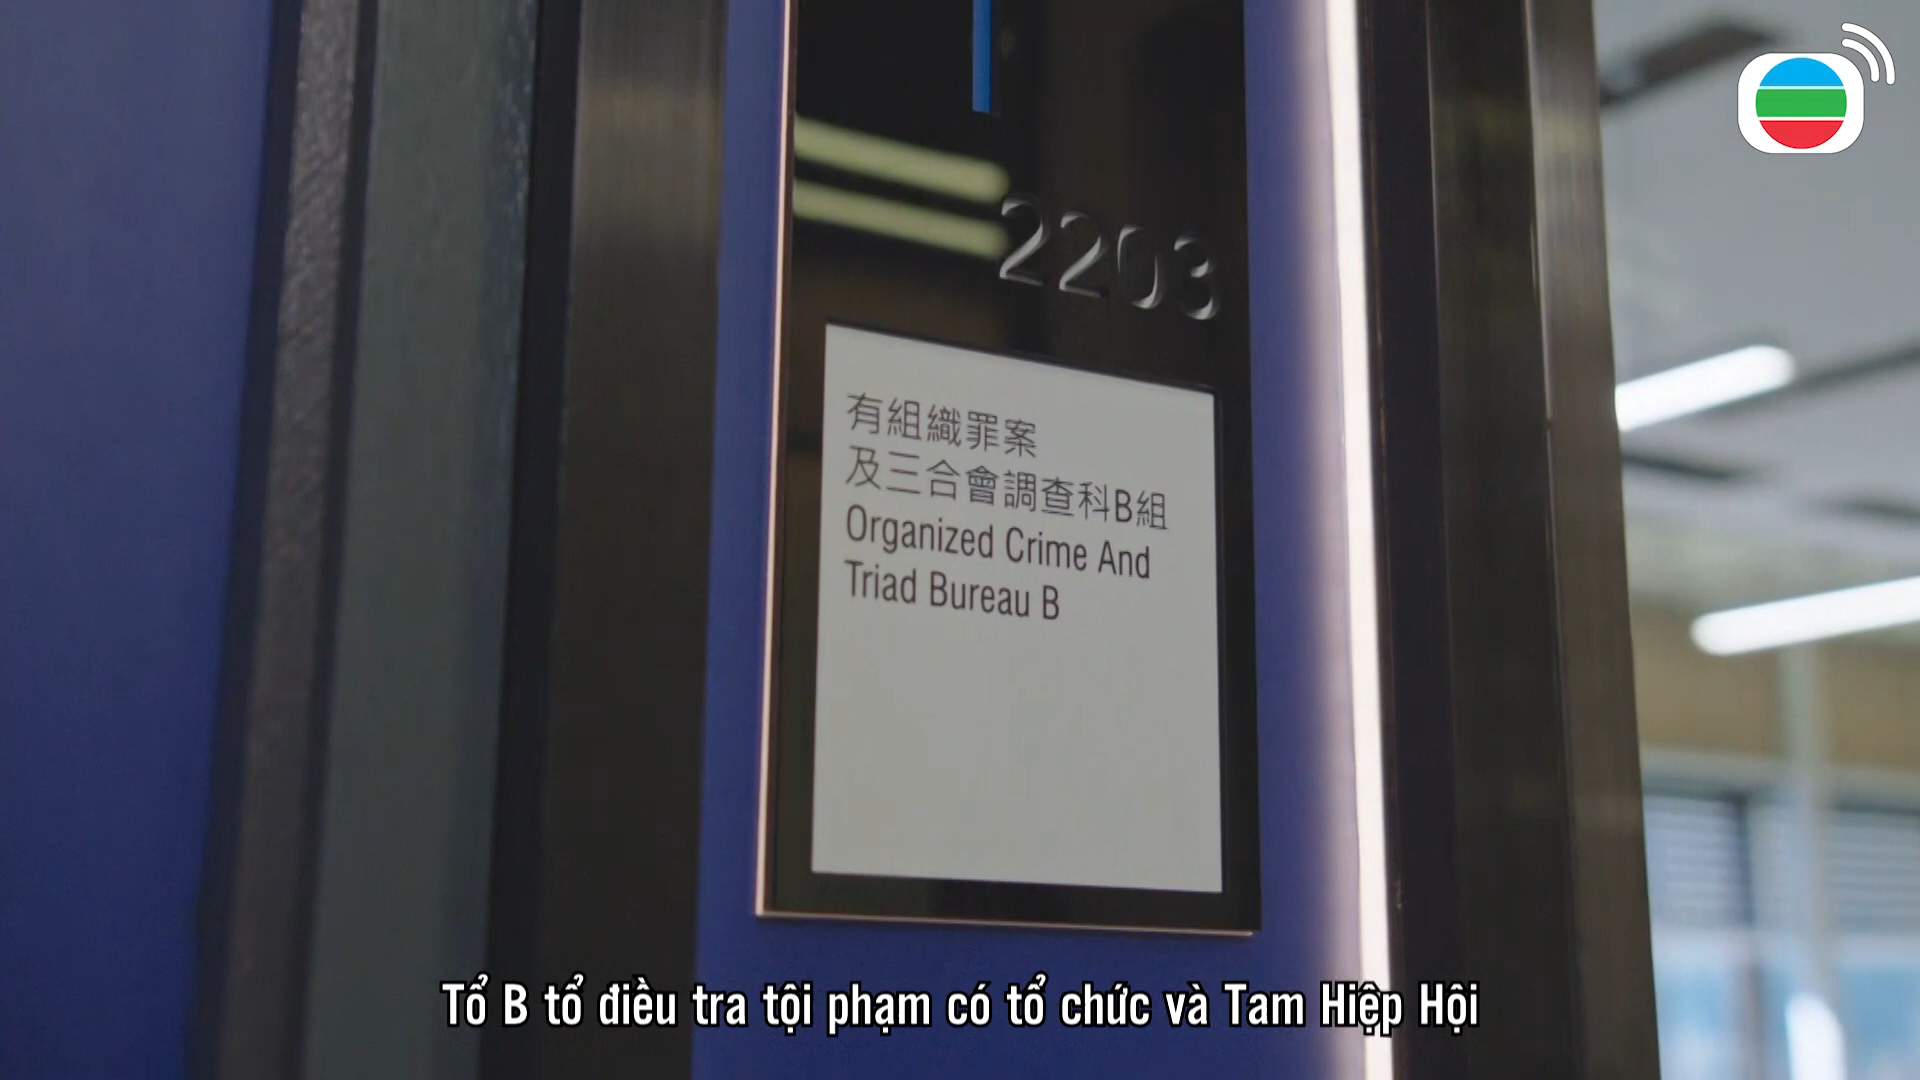 2203
有組織罪案
及三合會調查科B組
Organized Crime And
Triad Bureau B
Tổ B tổ điều tra tội phạm có tổ chức và Tam Hiệp Hội